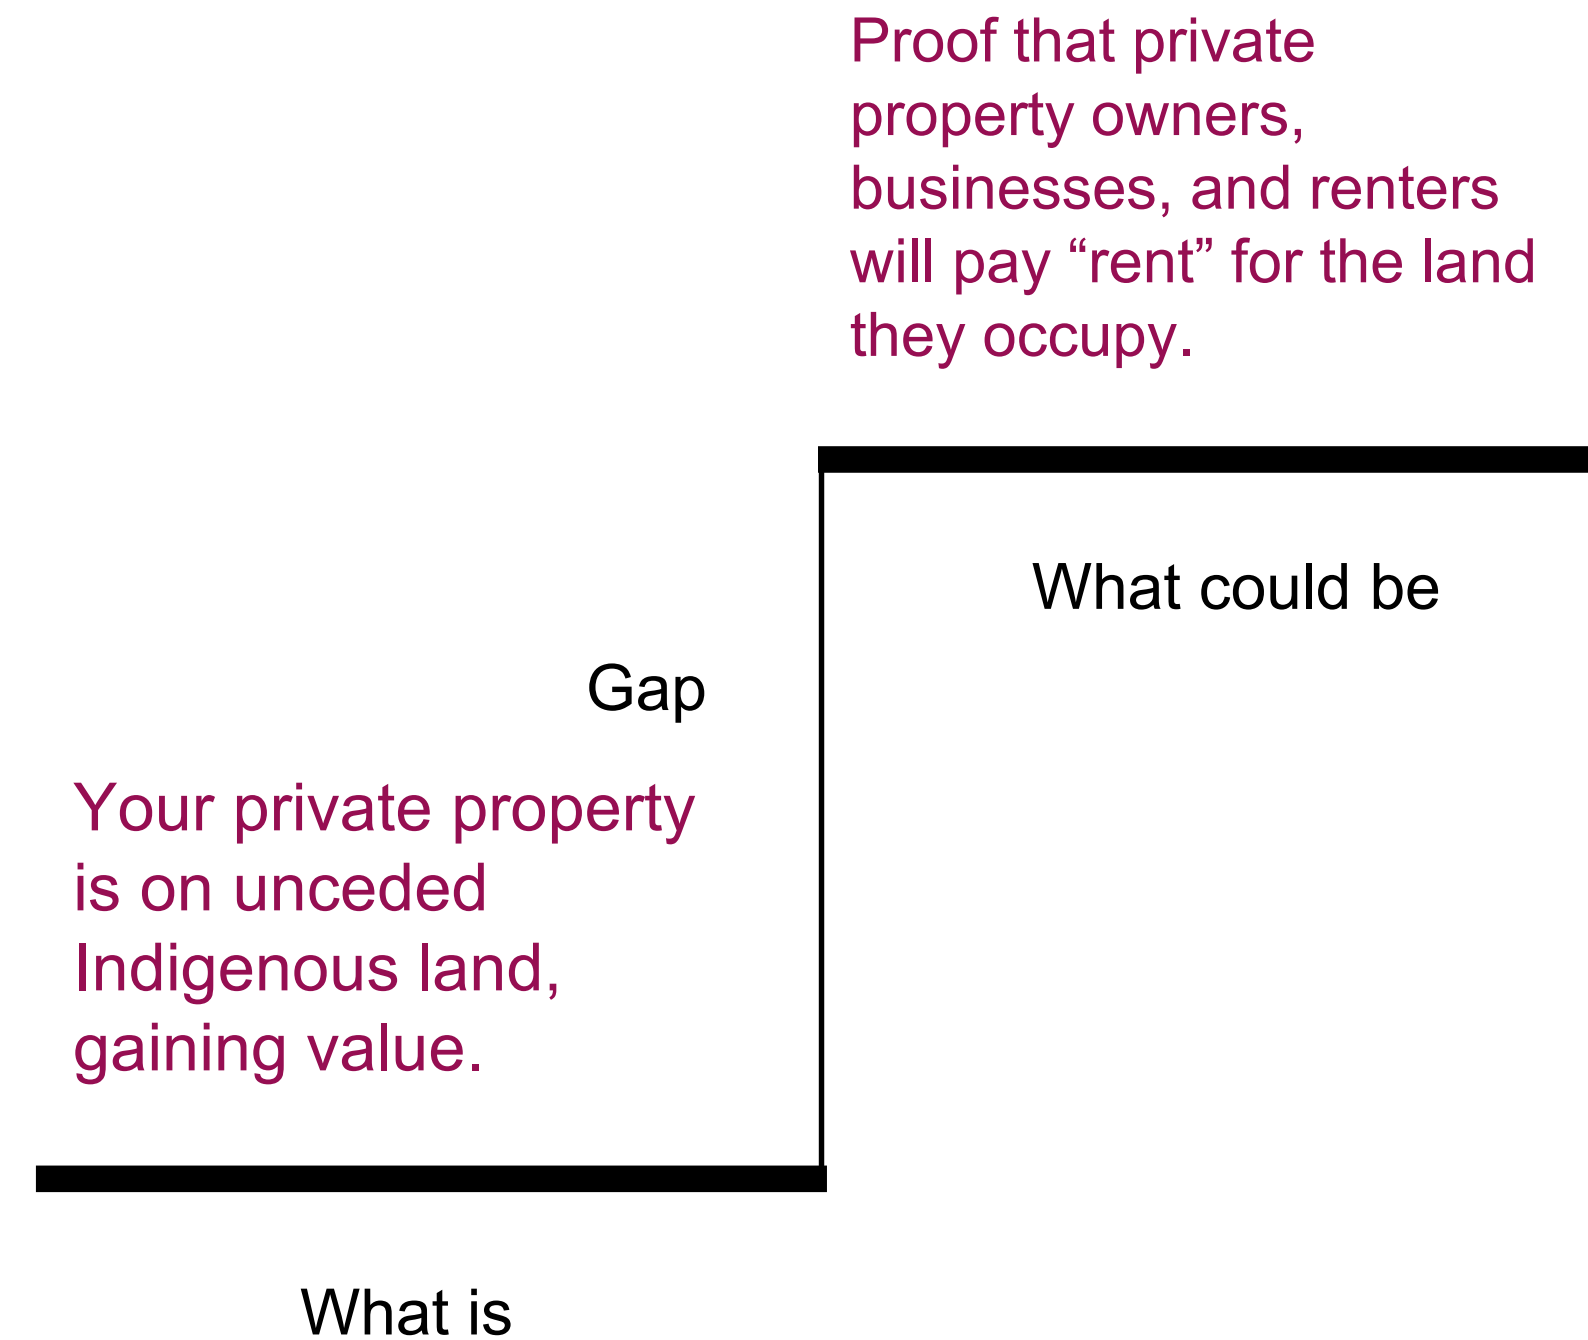 Proof that private
property owners,
businesses, and renters
will pay “rent” for the land
they occupy.
What could be
Gap
Your private property
is on unceded
Indigenous land,
gaining value.
What is